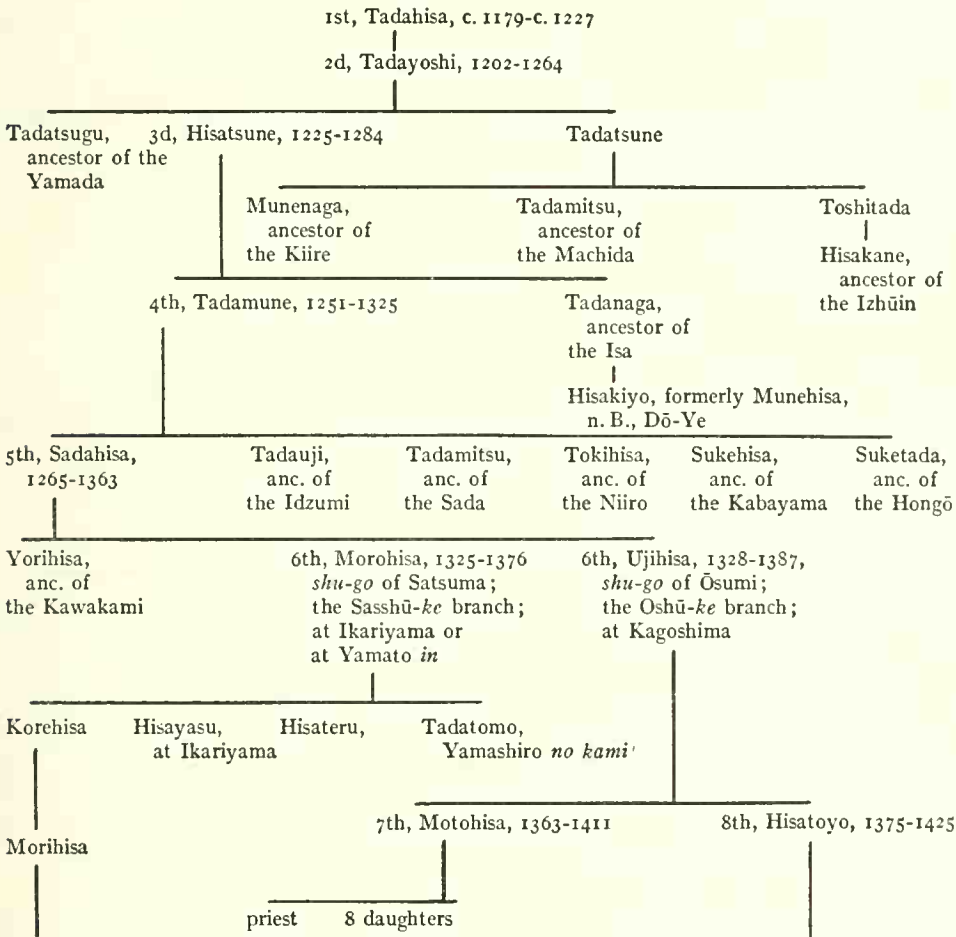 1st, Tadahisa, c. 1179-c. 1227
2d, Tadayoshi, 1202-1264
Tadatsugu, 3d, Hisatsune, 1225-1284 Tadatsune
ancestor of the
Yamada
Munenaga, Tadamitsu, Toshitada
ancestor of ancestor of
the Kiire the Machida Hisakane,
ancestor of
the Izhūin
4th, Tadamune, 1251-1325 Tadanaga,
ancestor of
the Isa
Hisakiyo, formerly Munehisa,
n. B., Dō-Ye
5th, Sadahisa, Tadauji, Tadamitsu, Tokihisa, Sukehisa, Suketada,
1265-1363 anc. of anc. of anc. of anc. of anc. of
the Idzumi the Sada the Niiro the Kabayama the Hongō
Yorihisa, 6th, Morohisa, 1325-1376 6th, Ujihisa, 1328-1387,
anc. of shu-go of Satsuma; shu-go of Ōsumi;
the Kawakami the Sasshū-ke branch; the Oshū-ke branch;
at Ikariyama or at Kagoshima
at Yamato in
Korehisa Hisayasu, Hisateru, Tadatomo,
at Ikariyama Yamashiro no kami
7th, Motohisa, 1363-1411 8th, Hisatoyo, 1375-1425
Morihisa
priest 8 daughters